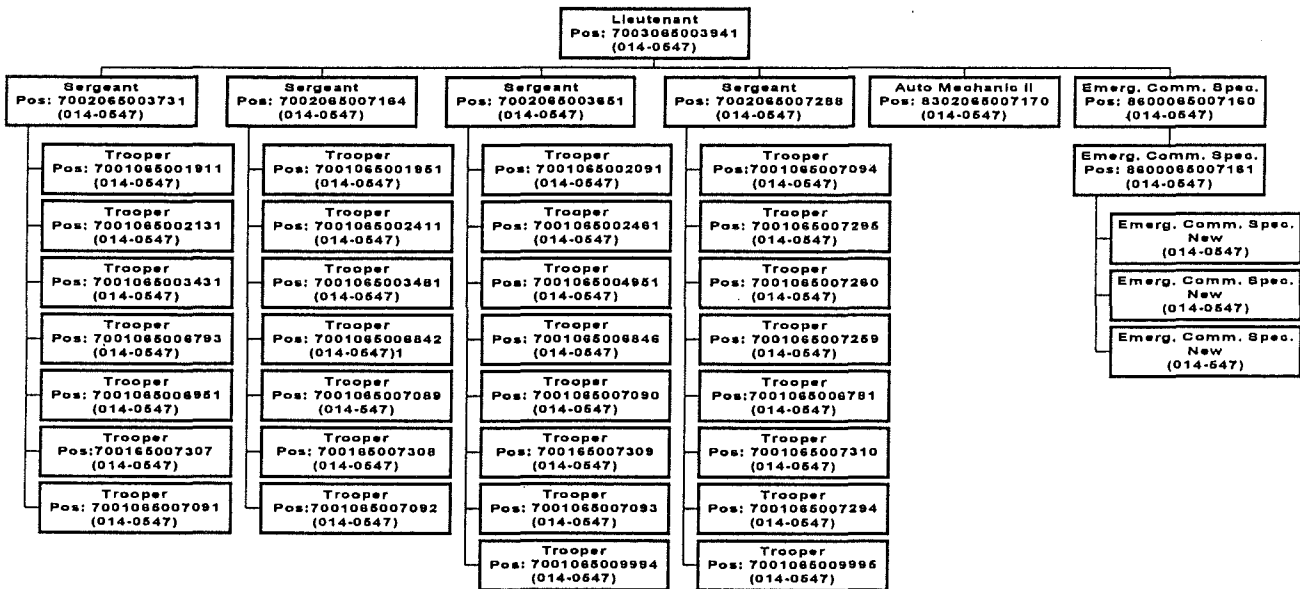 Lieutenant
Pos: 7003065003941
(014-0547)
Sergeant
Pos: 7002065003731
(014-0547)
Trooper
Pos: 7001065001911
(014-0547)
Trooper
Pos: 7001065002131
(014-0547)
Trooper
Pos: 7001065003431
(014-0547)
Trooper
Pos: 7001065006793
(014-0547)
Trooper
Pos: 7001065006951
(014-0547)
Trooper
Pos:700165007307
(014-0547)
Trooper
Pos: 7001065007091
(014-0547)
Sergeant
Pos: 7002065007164
(014-0547)
Trooper
Pos: 7001065001951
(014-0547)
Trooper
Pos: 7001065002411
(014-0547)
Trooper
Pos: 7001065003481
(014-0547)
Trooper
Pos: 7001065006842
(014-0547)1
Trooper
Pos: 7001065007089
(014-547)
Trooper
Pos: 700165007308
(014-0547)
Trooper
Pos:7001065007092
(014-0547)
Sergeant
Pos: 7002065003651
(014-0547)
Trooper
Pos: 7001065002091
(014-0547)
Trooper
Pos: 7001065002461
(014-0547)
Trooper
Pos: 7001065004951
(014-0547)
Trooper
Pos: 7001065006846
(014-0547)
Trooper
Pos: 7001065007090
(014-0547)
Trooper
Pos: 700165007309
(014-0547)
Trooper
Pos: 7001065007093
(014-0547)
Trooper
Pos: 7001065009994
(014-0547)
Sergeant
Pos: 7002065007288
(014-0547)
Trooper
Pos:7001065007094
(014-0547)
Trooper
Pos: 7001065007295
(014-0547)
Trooper
Pos: 7001065007260
(014-0547)
Trooper
Pos: 7001065007259
(014-0547)
Trooper
Pos:7001065006781
(014-0547)
Trooper
Pos: 7001065007310
(014-0547)
Trooper
Pos: 7001065007294
(014-0547)
Trooper
Pos: 7001065009995
(014-0547)
Auto Mechanic II
Pos: 8302065007170
(014-0547)
Emerg. Comm. Spec.
Pos: 8600065007160
(014-0547)
Emerg. Comm. Spec.
Pos: 8600065007161
(014-0547)
Emerg. Comm. Spec.
New
(014-0547)
Emerg. Comm. Spec.
New
(014-0547)
Emerg. Comm. Spec.
New
(014-547)